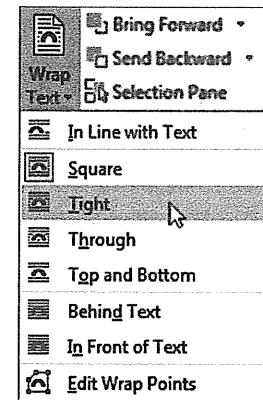 Bring Forward
Send Backward
Wrap
Text
Selection Pane
In Line with Text
Square
Tight
Through
Top and Bottom
Behind Text
In Front of Text
Edit Wrap Points